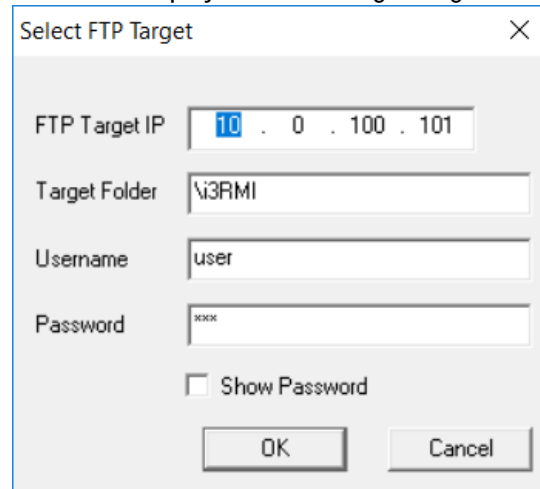 Select FTP Target
FTP Target IP 10 . 0 . 100 . 101
Target Folder \i3RMI
Username user
Password ***
Show Password
OK Cancel